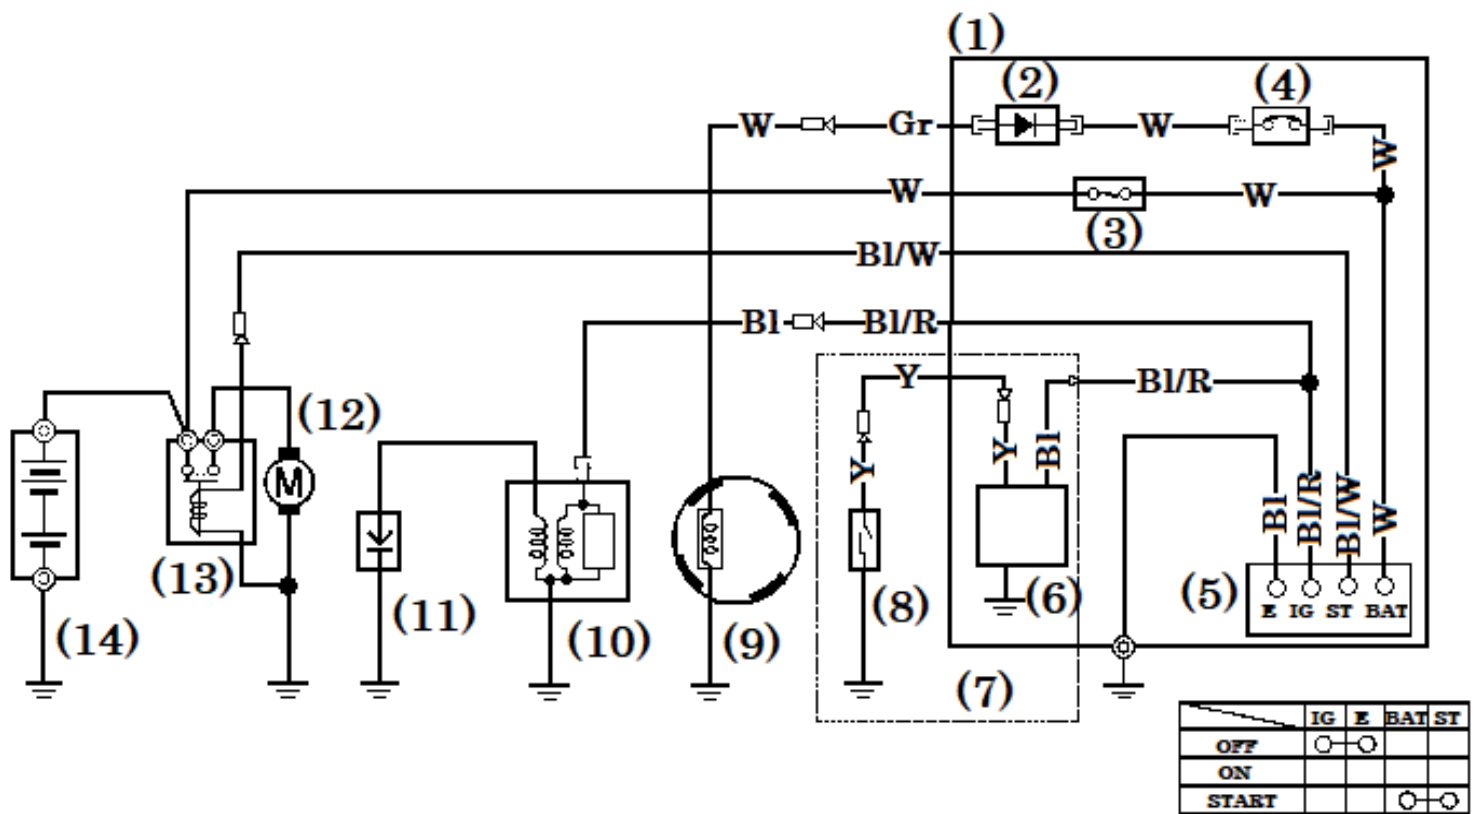 (1)
(2)
(4)
W
Gr
W
W
W
W
(3)
Bl/W
Bl
Bl/R
Y
Bl/R
(12)
M
Y
Y
Bl
Bl
Bl/R
Bl/W
W
(13)
(14)
(11)
(10)
(9)
(8)
(6)
(5)
E IG ST BAT
(7)
IG E BAT ST
OFF
ON
START